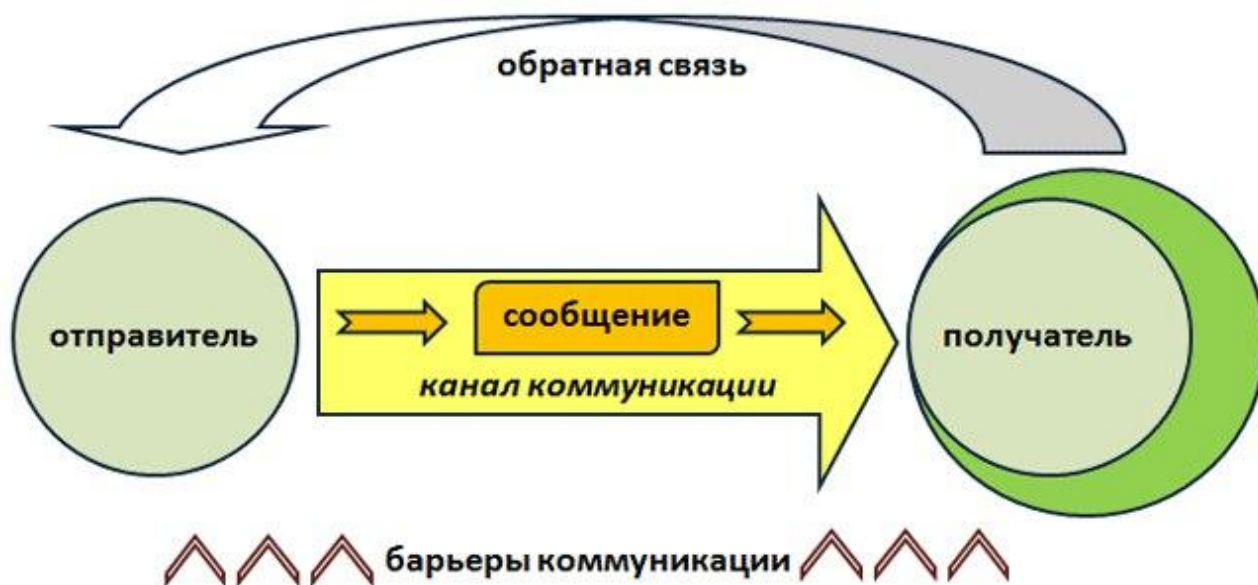 обратная связь
отправитель
сообщение
канал коммуникации
получатель
барьеры коммуникации